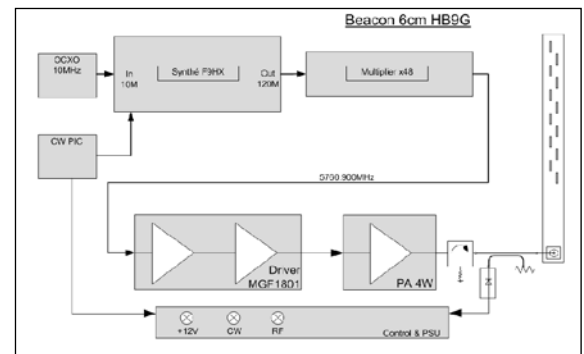 Beacon 6cm HB9G
OCXO
10MHz
In
10M
Synthé F9HX
Out
120M
Multiplier x48
CW PIC
5760.900MHz
Driver
MGF1801
PA 4W
+12V
CW
RF
Control & PSU